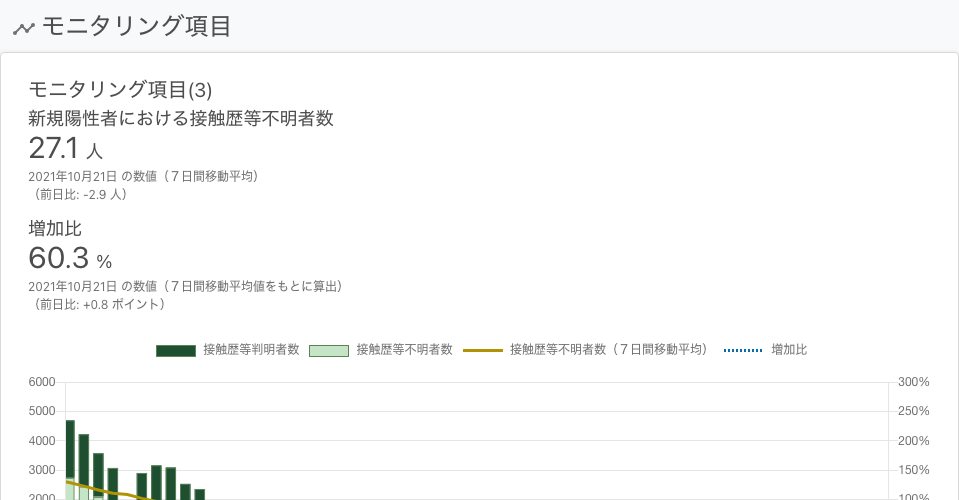 モニタリング項目
モニタリング項目(3)
新規陽性者における接触歴等不明者数
27.1 人
2021年10月21日 の数値（７日間移動平均）
（前日比: -2.9 人）
増加比
60.3 %
2021年10月21日 の数値（７日間移動平均値をもとに算出）
（前日比: +0.8 ポイント）
接触歴等判明者数 接触歴等不明者数 接触歴等不明者数（７日間移動平均） 増加比
6000 300%
5000 250%
4000 200%
3000 150%
2000 100%